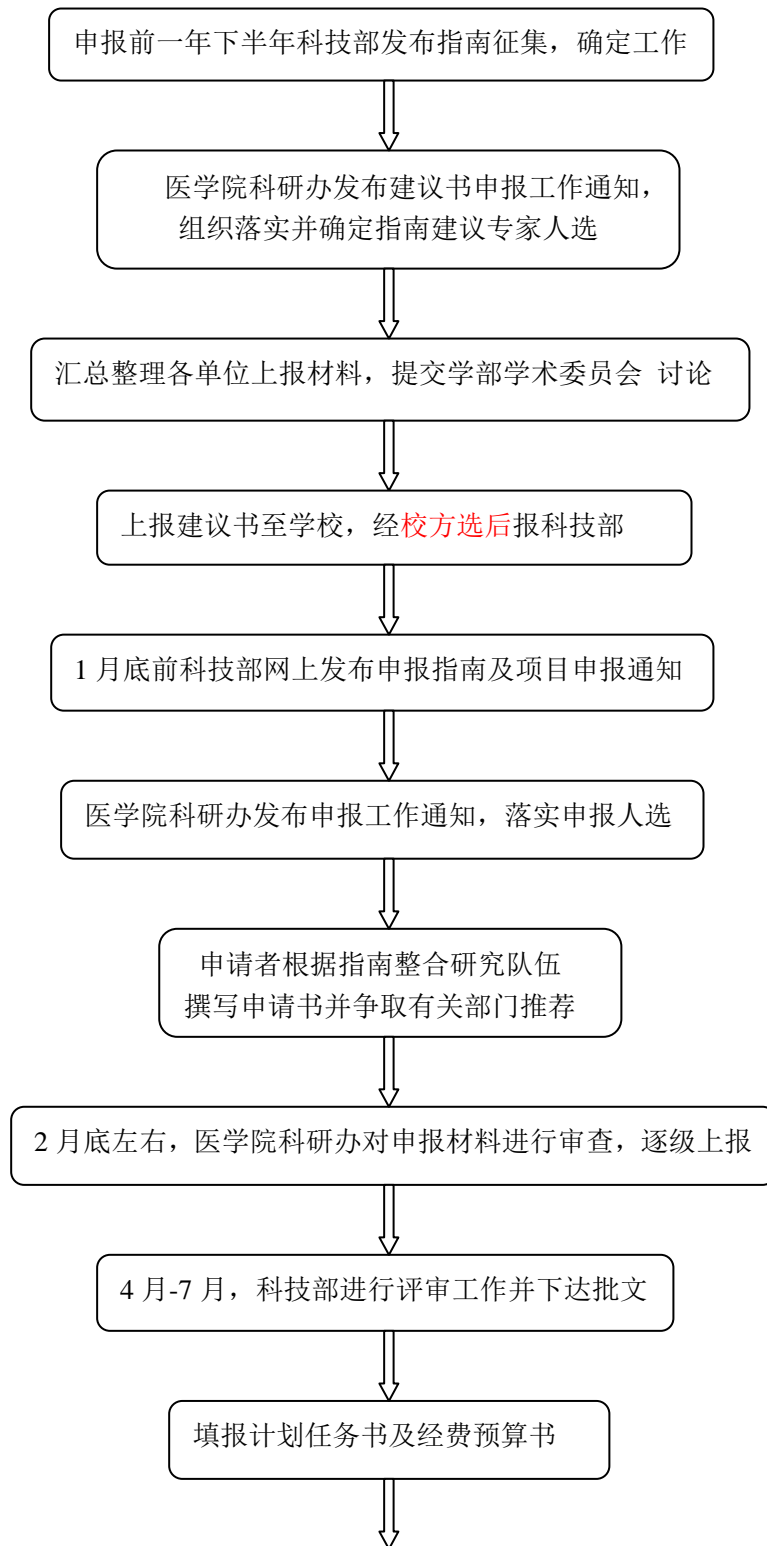 申报前一年下半年科技部发布指南征集，确定工作
医学院科研办发布建议书申报工作通知，
组织落实并确定指南建议专家人选
汇总整理各单位上报材料，提交学部学术委员会 讨论
上报建议书至学校，经校方选后报科技部
1 月底前科技部网上发布申报指南及项目申报通知
医学院科研办发布申报工作通知，落实申报人选
申请者根据指南整合研究队伍
撰写申请书并争取有关部门推荐
2 月底左右，医学院科研办对申报材料进行审查，逐级上报
4 月-7 月，科技部进行评审工作并下达批文
填报计划任务书及经费预算书